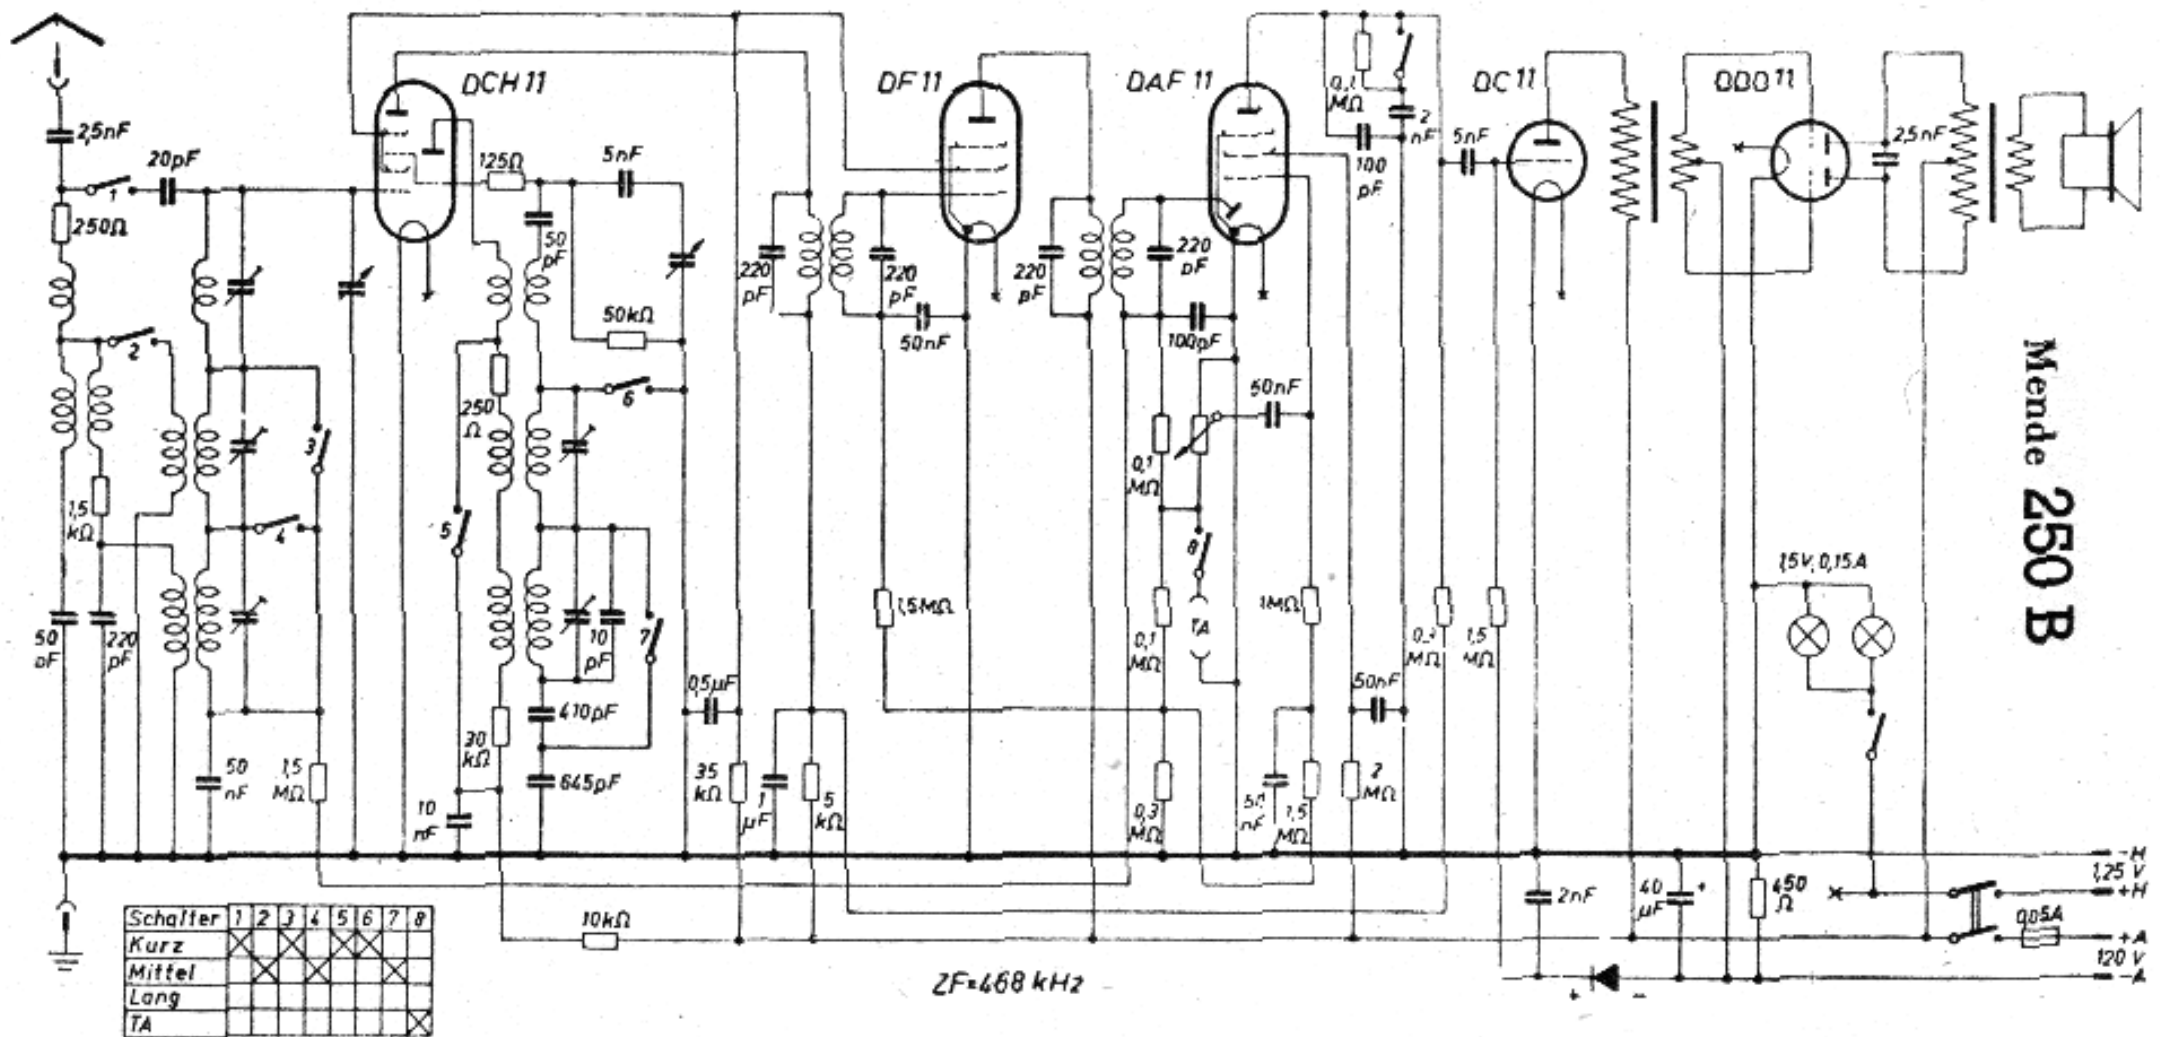 DCH 11
DF 11
DAF 11
DC 11
DDD 11
2,5nF
20pF
1
250Ω
125Ω
5nF
50
pF
50kΩ
220
pF
220
pF
50nF
220
pF
220
pF
100pF
0,1
MΩ
2
nF
100
pF
5nF
2,5nF
2
3
4
5
6
7
8
1,5
kΩ
50
pF
220
pF
250
Ω
50nF
0,1
MΩ
0,1
MΩ
TA
1MΩ
1,5MΩ
0,3
MΩ
1,5
MΩ
1,5V, 0,15A
Mende 250 B
10
pF
410pF
645pF
30
kΩ
10
nF
50
nF
1,5
MΩ
0,5µF
35
kΩ
1
µF
5
kΩ
0,3
MΩ
50
nF
1,5
MΩ
50nF
2
MΩ
2nF
40
µF
+
450
Ω
0,05A
-H
1,25
V
+H
+A
120 V
-A
+ -
10kΩ
ZF=468 kHz
Schalter 1 2 3 4 5 6 7 8
Kurz
Mittel
Lang
TA